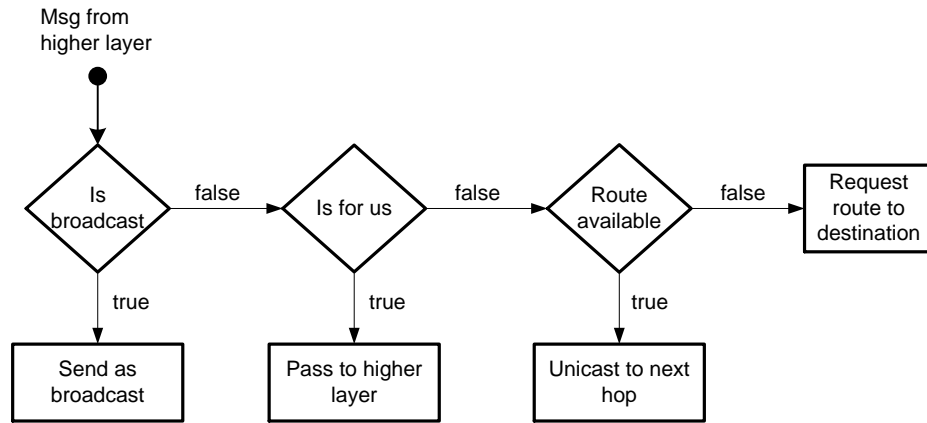 Msg from
higher layer
Is
broadcast
false
Is for us
false
Route
available
false
Request
route to
destination
true
true
true
Send as
broadcast
Pass to higher
layer
Unicast to next
hop